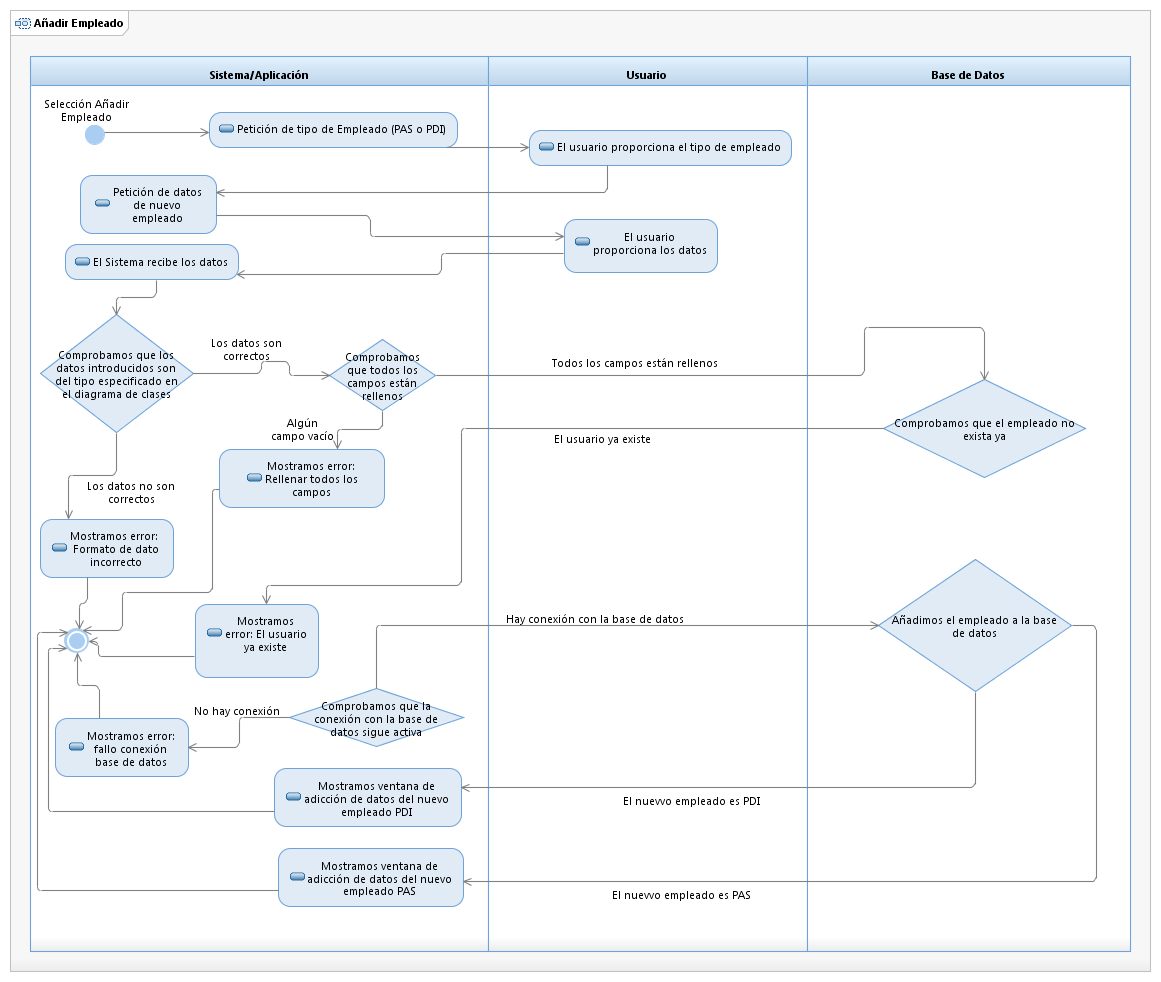 Añadir Empleado
Sistema/Aplicación
Usuario
Base de Datos
Selección Añadir
Empleado
Petición de tipo de Empleado (PAS o PDI)
El usuario proporciona el tipo de empleado
Petición de datos
de nuevo
empleado
El usuario
proporciona los datos
El Sistema recibe los datos
Comprobamos que los
datos introducidos son
del tipo especificado en
el diagrama de clases
Los datos son
correctos
Comprobamos
que todos los
campos están
rellenos
Todos los campos están rellenos
Comprobamos que el empleado no
exista ya
Algún
campo vacío
El usuario ya existe
Mostramos error:
Rellenar todos los
campos
Los datos no son
correctos
Mostramos error:
Formato de dato
incorrecto
Mostramos
error: El usuario
ya existe
Hay conexión con la base de datos
Añadimos el empleado a la base
de datos
No hay conexión
Comprobamos que la
conexión con la base de
datos sigue activa
Mostramos error:
fallo conexión
base de datos
Mostramos ventana de
adicción de datos del nuevo
empleado PDI
El nuevvo empleado es PDI
Mostramos ventana de
adicción de datos del nuevo
empleado PAS
El nuevvo empleado es PAS